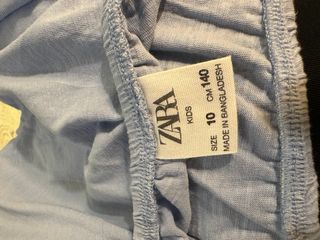 ZARA
KIDS
SIZE 10 CM 140
MADE IN BANGLADESH